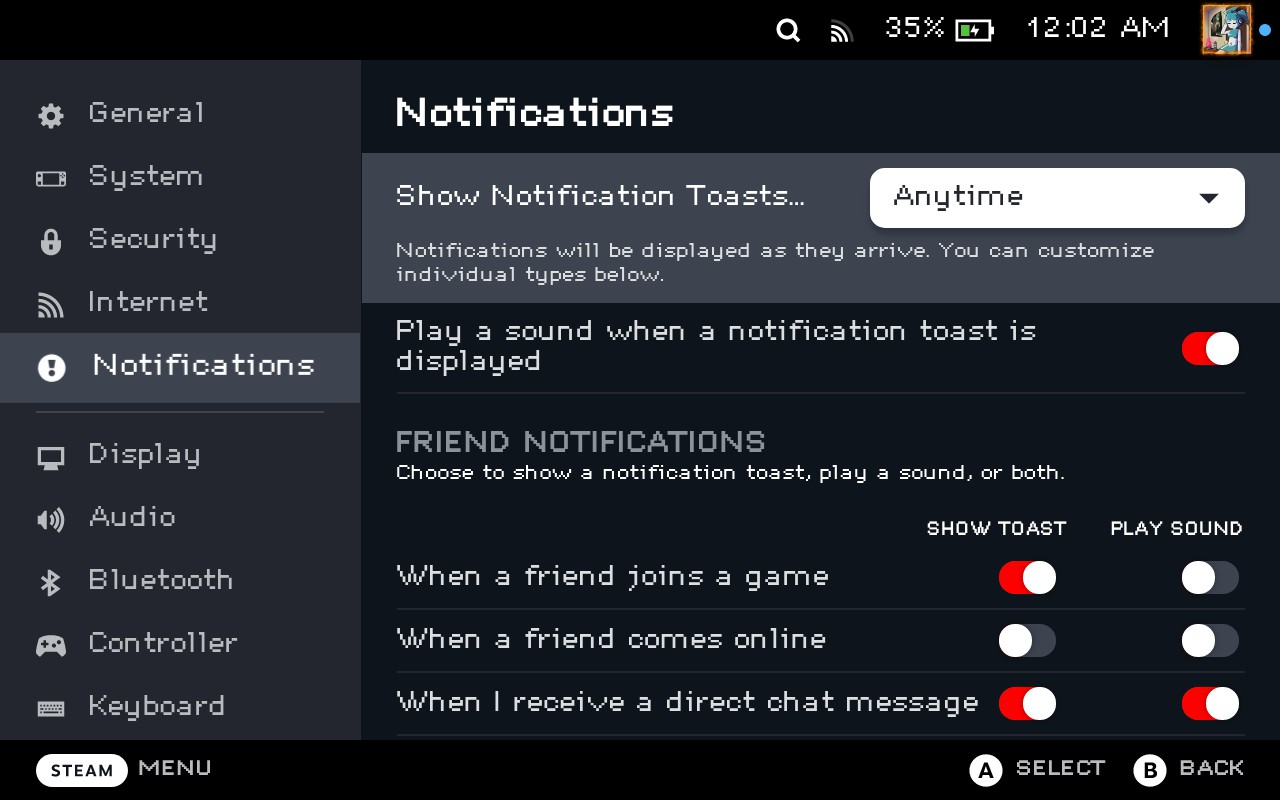 35% 12:02 AM
General
System
Security
Internet
Notifications
Display
Audio
Bluetooth
Controller
Keyboard
Notifications
Show Notification Toasts...
Anytime
Notifications will be displayed as they arrive. You can customize
individual types below.
Play a sound when a notification toast is
displayed
FRIEND NOTIFICATIONS
Choose to show a notification toast, play a sound, or both.
SHOW TOAST PLAY SOUND
When a friend joins a game
When a friend comes online
When I receive a direct chat message
STEAM MENU
A SELECT B BACK